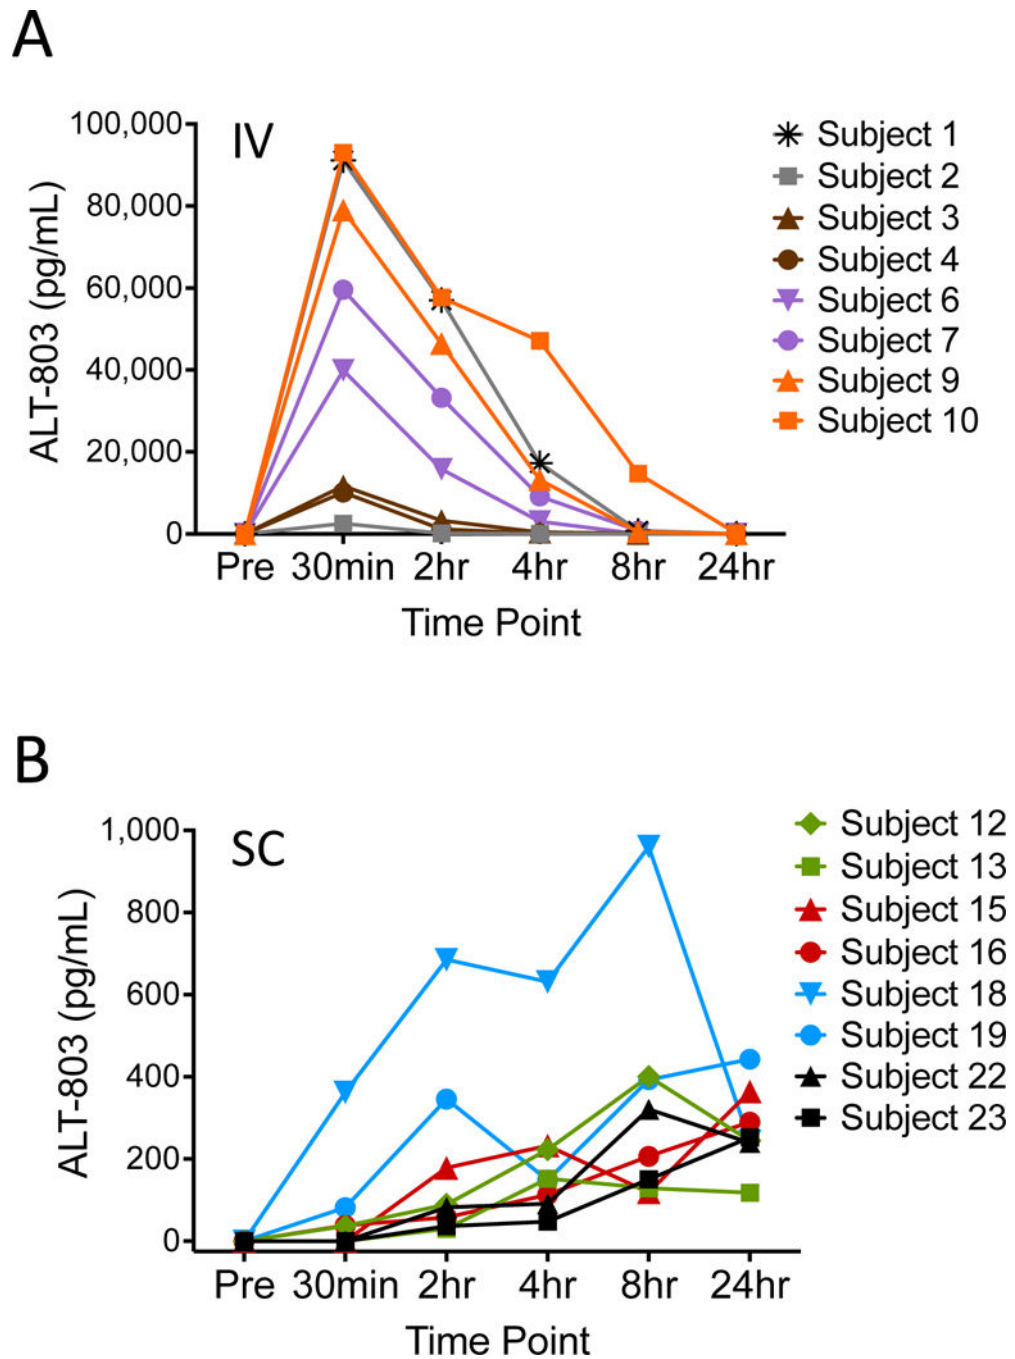 A
IV
ALT-803 (pg/mL)
100,000
80,000
60,000
40,000
20,000
0
Pre 30min 2hr 4hr 8hr 24hr
Time Point
Subject 1
Subject 2
Subject 3
Subject 4
Subject 6
Subject 7
Subject 9
Subject 10
B
SC
ALT-803 (pg/mL)
1,000
800
600
400
200
0
Pre 30min 2hr 4hr 8hr 24hr
Time Point
Subject 12
Subject 13
Subject 15
Subject 16
Subject 18
Subject 19
Subject 22
Subject 23